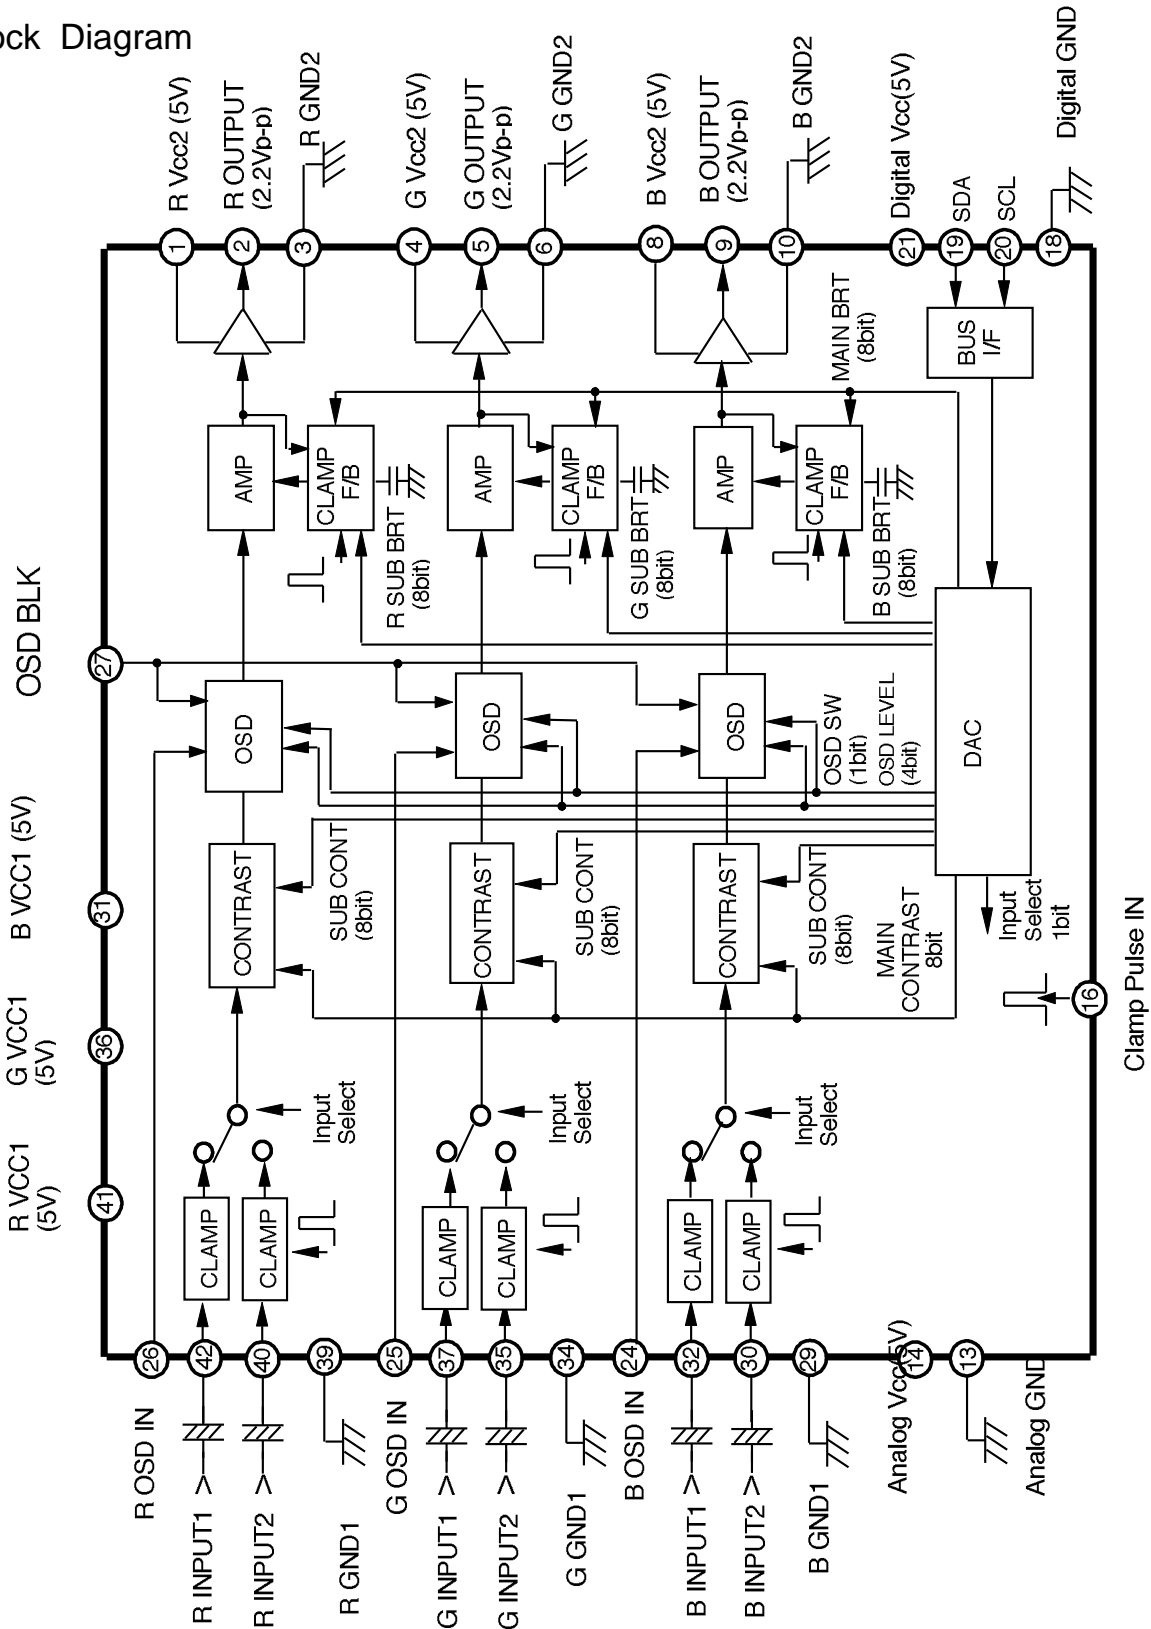 ock Diagram
R Vcc2 (5V)
R OUTPUT
(2.2Vp-p)
R GND2
G Vcc2 (5V)
G OUTPUT
(2.2Vp-p)
G GND2
B Vcc2 (5V)
B OUTPUT
(2.2Vp-p)
B GND2
Digital Vcc(5V)
SDA
SCL
Digital GND
1
2
3
4
5
6
8
9
10
21
19
20
18
BUS
I/F
MAIN BRT
(8bit)
AMP
CLAMP
F/B
AMP
CLAMP
F/B
AMP
CLAMP
F/B
R SUB BRT
(8bit)
G SUB BRT
(8bit)
B SUB BRT
(8bit)
OSD BLK
27
OSD
OSD
OSD
OSD SW
(1bit)
OSD LEVEL
(4bit)
DAC
B VCC1 (5V)
31
CONTRAST
SUB CONT
(8bit)
CONTRAST
SUB CONT
(8bit)
CONTRAST
SUB CONT
(8bit)
MAIN
CONTRAST
8bit
Input
Select
1bit
16
Clamp Pulse IN
G VCC1
(5V)
36
R VCC1
(5V)
41
Input
Select
Input
Select
Input
Select
CLAMP
CLAMP
CLAMP
CLAMP
CLAMP
CLAMP
26
42
40
39
25
37
35
34
24
32
30
29
14
13
R OSD IN
R INPUT1
R INPUT2
R GND1
G OSD IN
G INPUT1
G INPUT2
G GND1
B OSD IN
B INPUT1
B INPUT2
B GND1
Analog Vcc(5V)
Analog GND